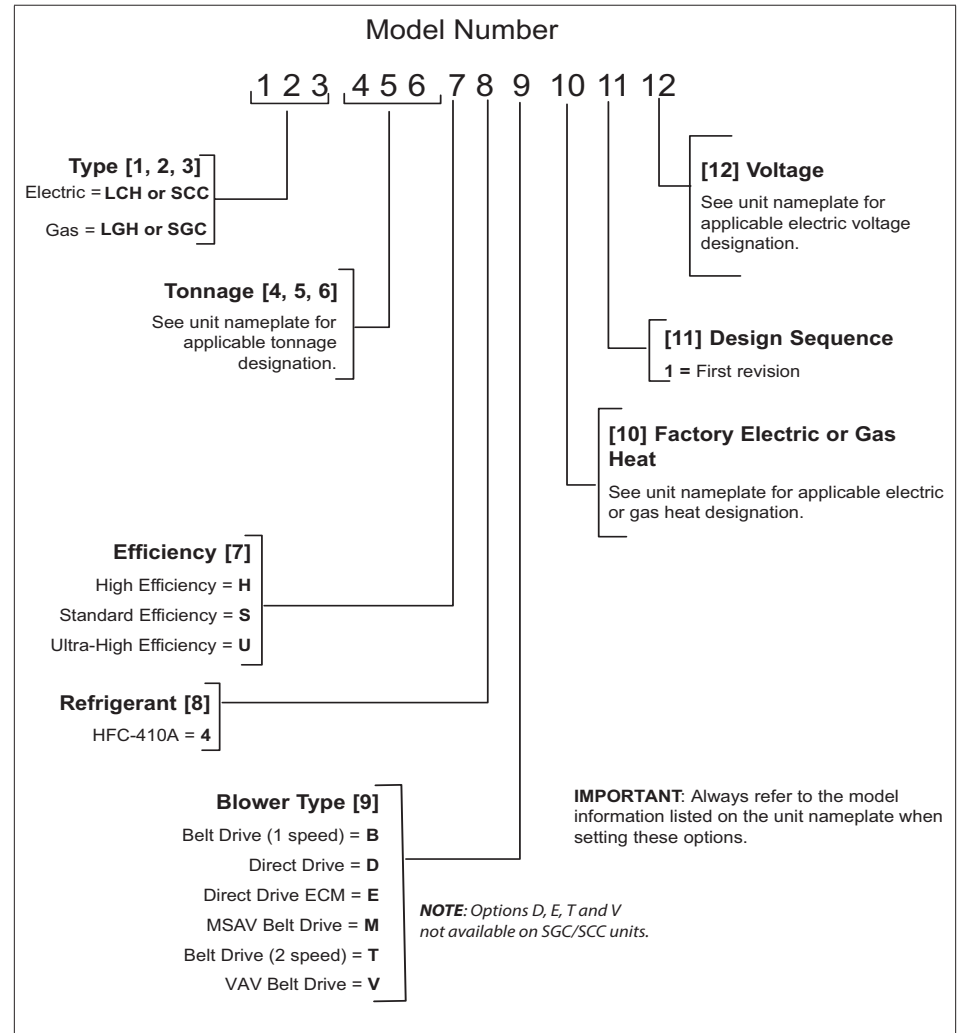 Model Number
1 2 3 4 5 6 7 8 9 10 11 12
Type [1, 2, 3]
Electric = LCH or SCC
Gas = LGH or SGC
Tonnage [4, 5, 6]
See unit nameplate for
applicable tonnage
designation.
Efficiency [7]
High Efficiency = H
Standard Efficiency = S
Ultra-High Efficiency = U
Refrigerant [8]
HFC-410A = 4
Blower Type [9]
Belt Drive (1 speed) = B
Direct Drive = D
Direct Drive ECM = E
MSAV Belt Drive = M
Belt Drive (2 speed) = T
VAV Belt Drive = V
NOTE: Options D, E, T and V
not available on SGC/SCC units.
[12] Voltage
See unit nameplate for
applicable electric voltage
designation.
[11] Design Sequence
1 = First revision
[10] Factory Electric or Gas
Heat
See unit nameplate for applicable electric
or gas heat designation.
IMPORTANT: Always refer to the model
information listed on the unit nameplate when
setting these options.